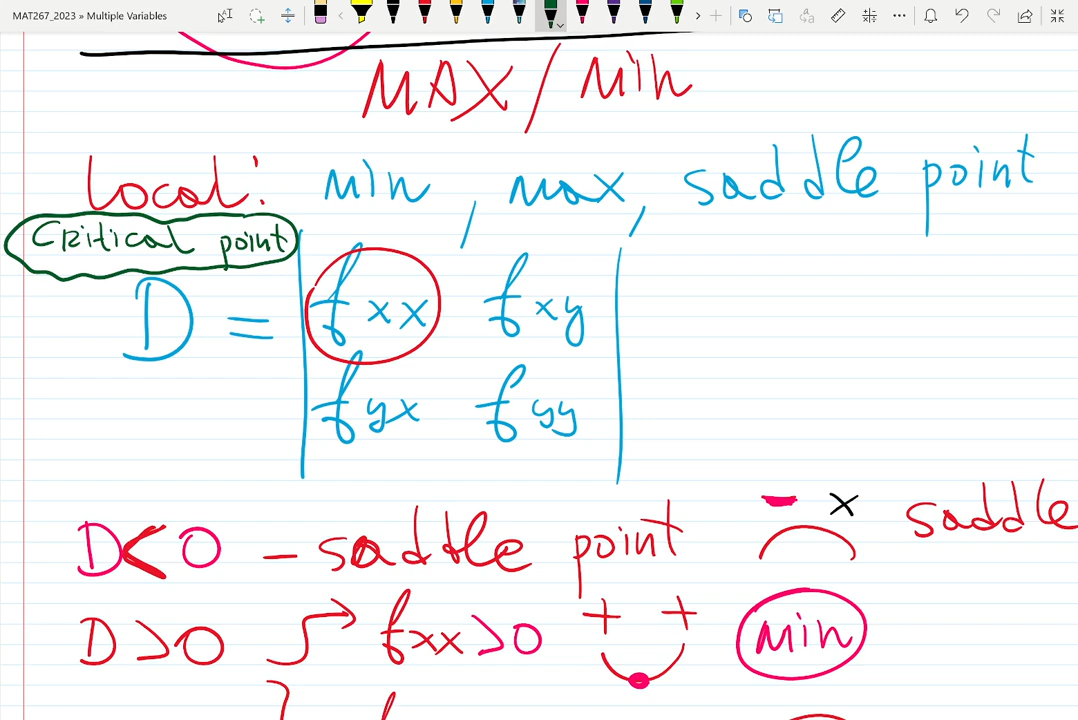 MAT267_2023 » Multiple Variables
MAX / Min
Local: min, max, saddle point
Critical point
D = | fxx fxy |
| fyx fyy |
D < 0 – saddle point − x saddle
D > 0 fxx > 0 + + min
f